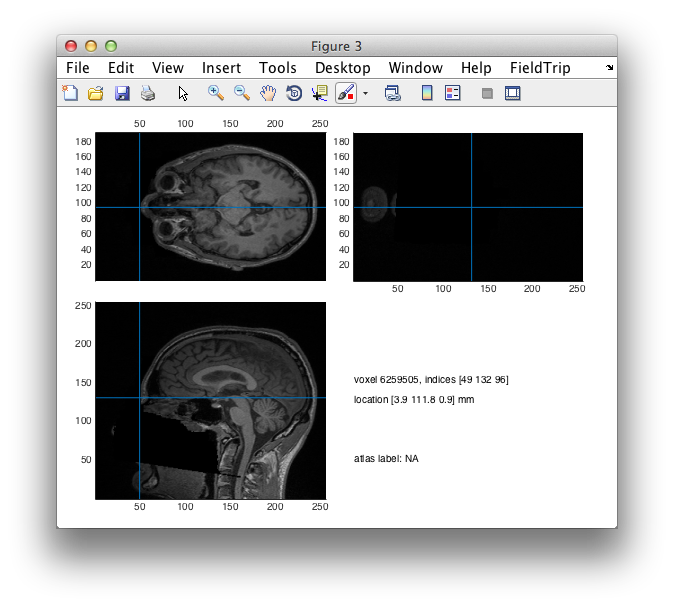 Figure 3
File Edit View Insert Tools Desktop Window Help FieldTrip
50 100 150 200 250
180
160
140
120
100
80
60
40
20
180
160
140
120
100
80
60
40
20
50 100 150 200 250
250
200
150
100
50
50 100 150 200 250
voxel 6259505, indices [49 132 96]
location [3.9 111.8 0.9] mm
atlas label: NA